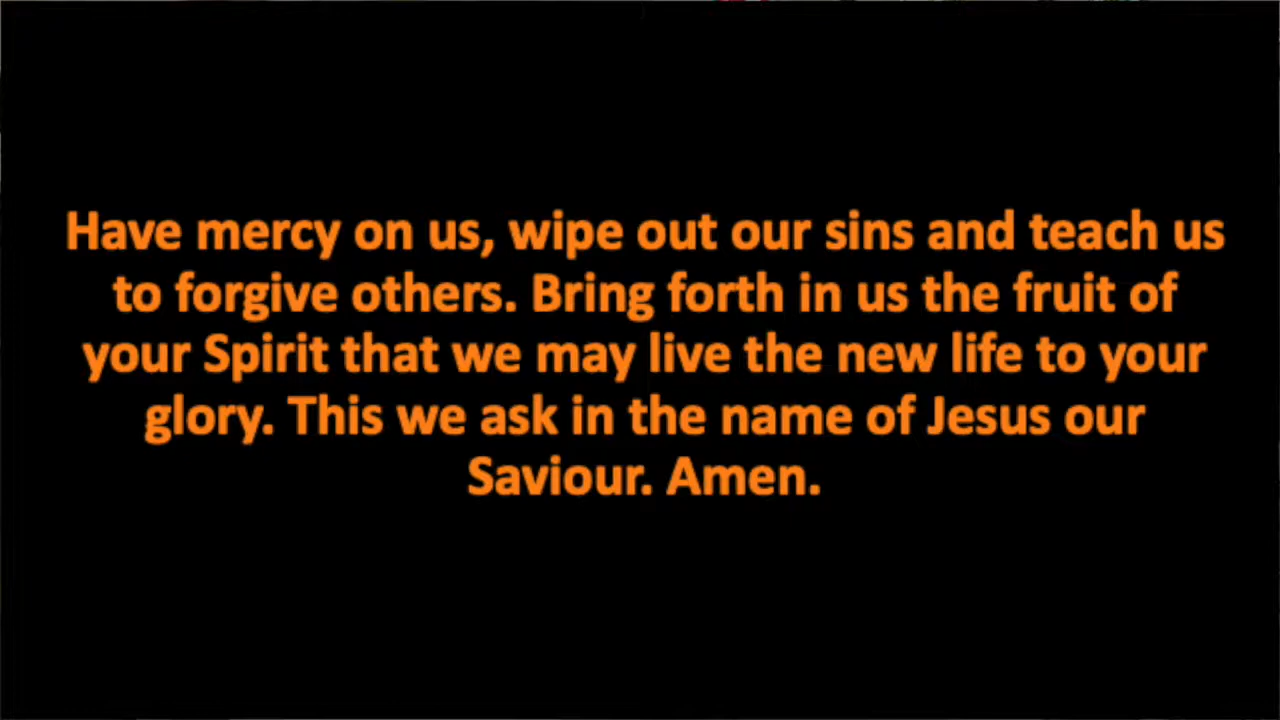 Have mercy on us, wipe out our sins and teach us
to forgive others. Bring forth in us the fruit of
your Spirit that we may live the new life to your
glory. This we ask in the name of Jesus our
Saviour. Amen.